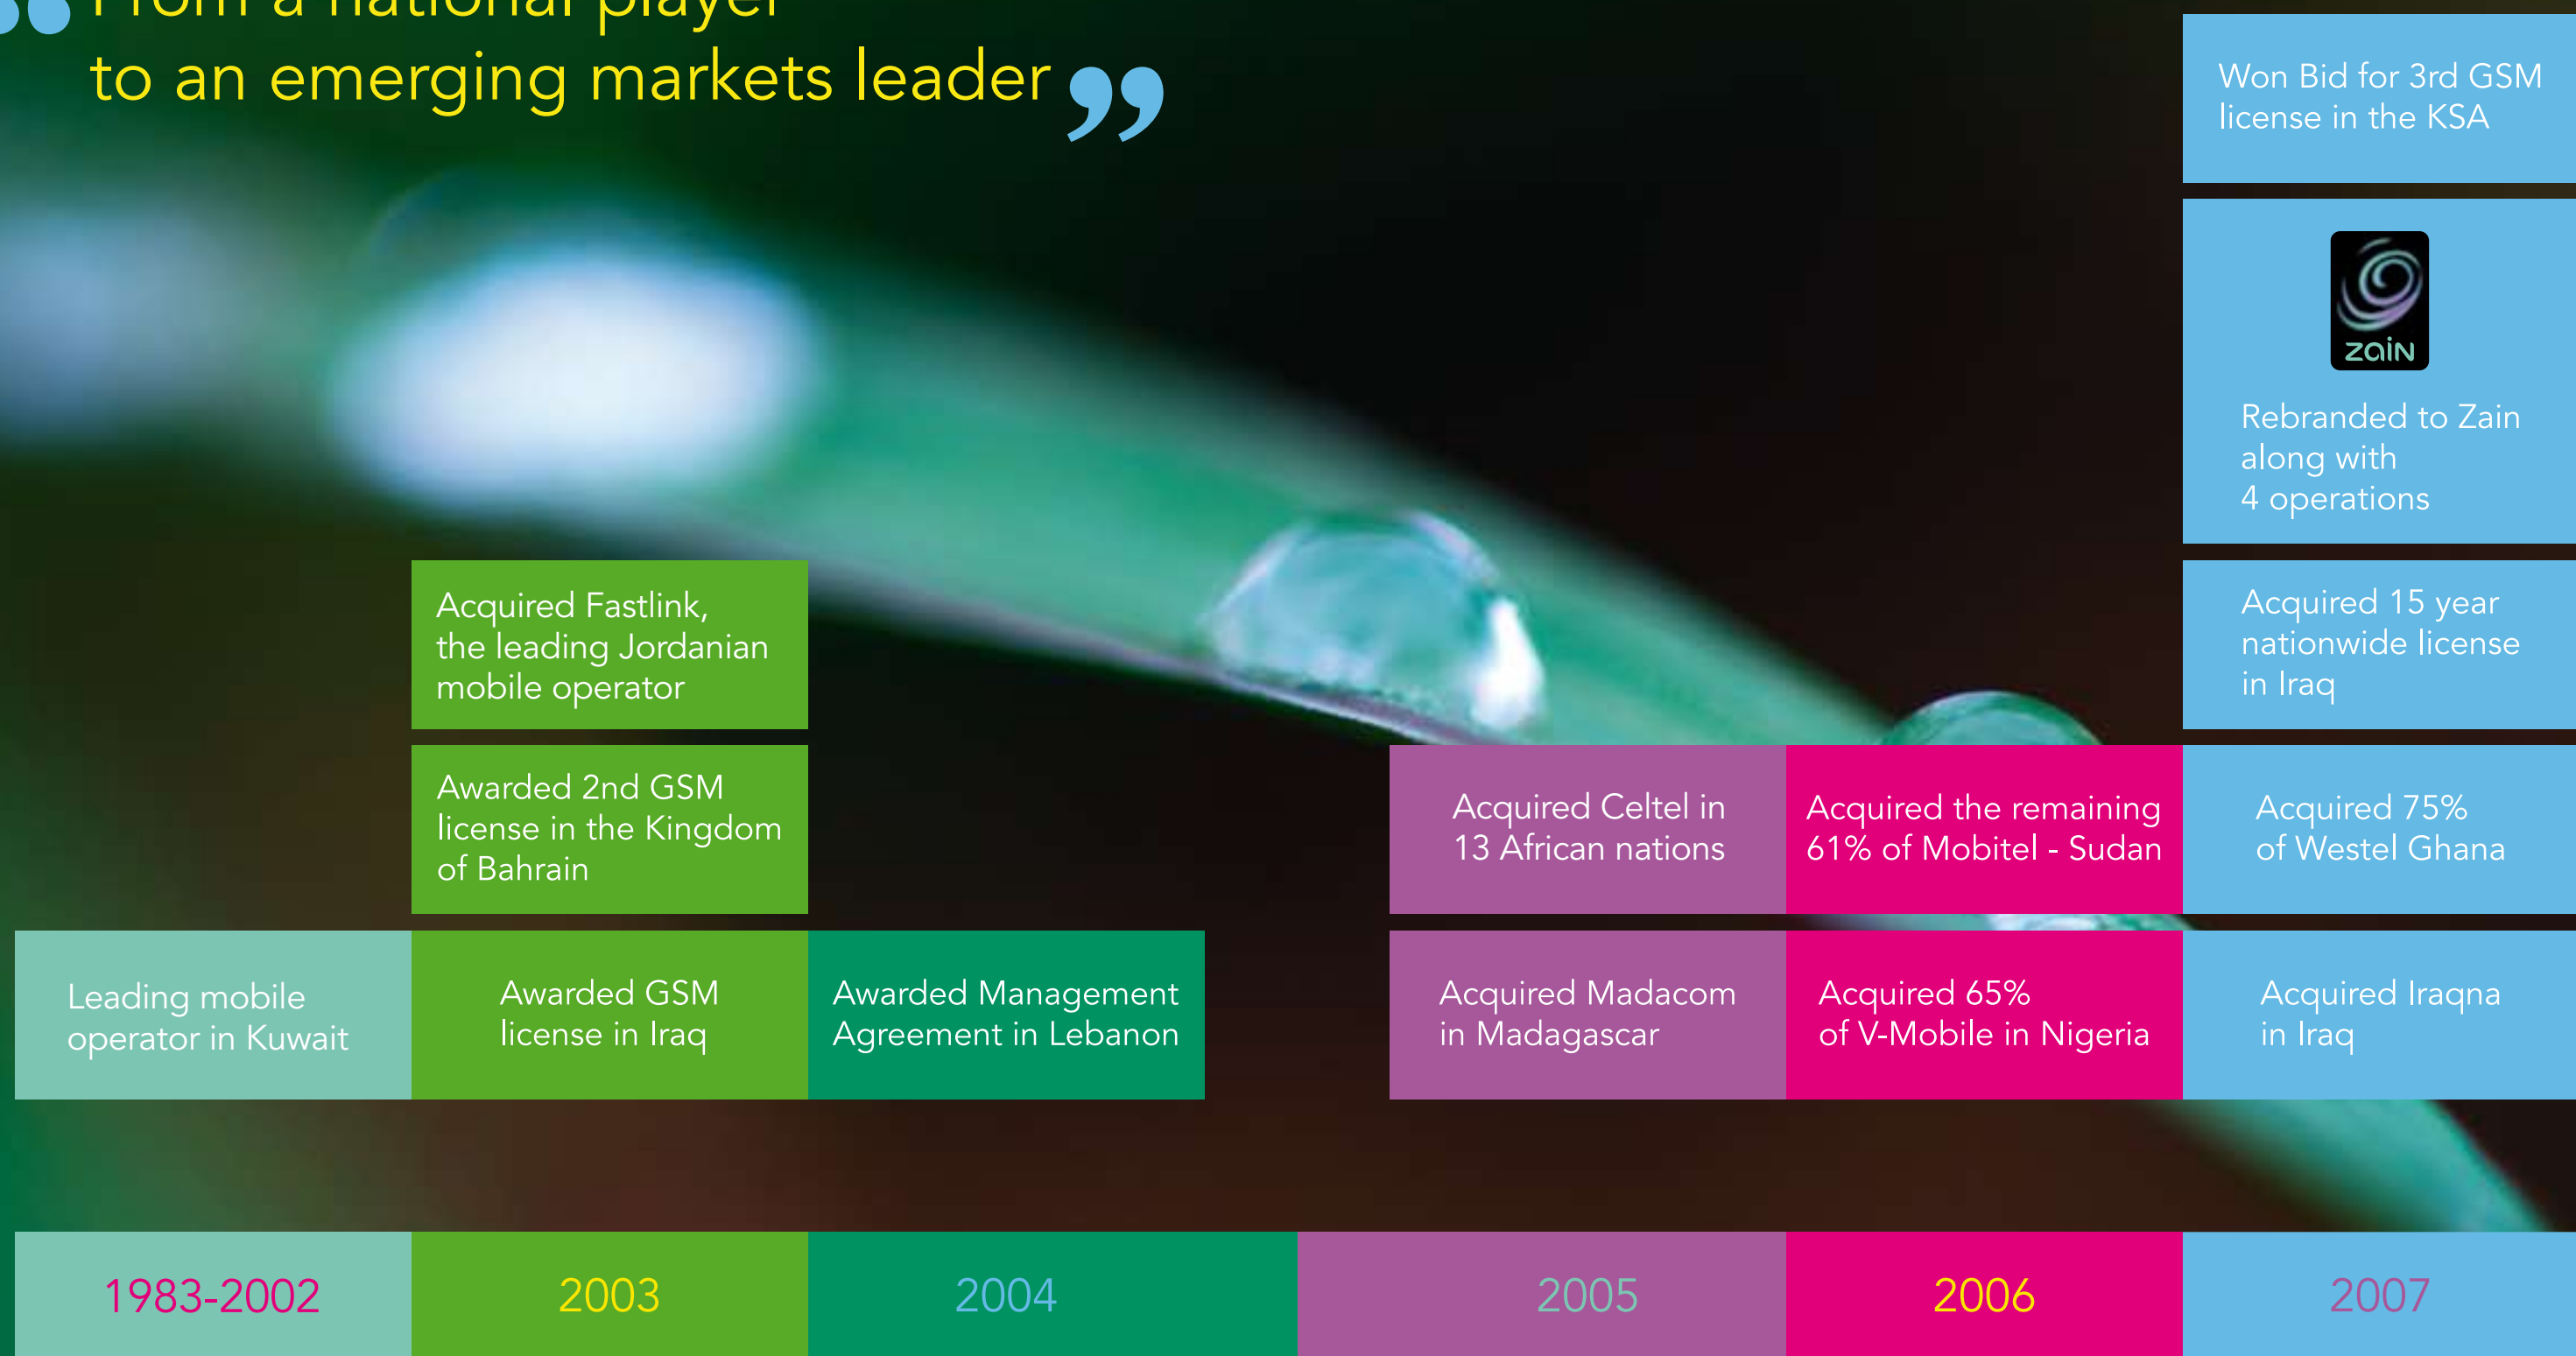 From a national player
to an emerging markets leader
Won Bid for 3rd GSM
license in the KSA
zain
Rebranded to Zain
along with
4 operations
Acquired Fastlink,
the leading Jordanian
mobile operator
Acquired 15 year
nationwide license
in Iraq
Awarded 2nd GSM
license in the Kingdom
of Bahrain
Acquired Celtel in
13 African nations
Acquired the remaining
61% of Mobitel - Sudan
Acquired 75%
of Westel Ghana
Leading mobile
operator in Kuwait
Awarded GSM
license in Iraq
Awarded Management
Agreement in Lebanon
Acquired Madacom
in Madagascar
Acquired 65%
of V-Mobile in Nigeria
Acquired Iraqna
in Iraq
1983-2002
2003
2004
2005
2006
2007